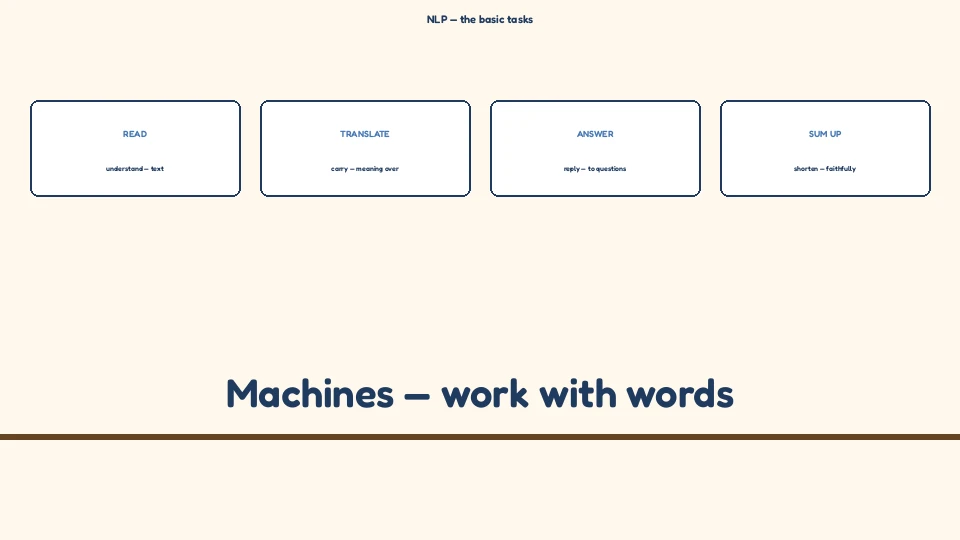 NLP — the basic tasks
READ
understand — text
TRANSLATE
carry — meaning over
ANSWER
reply — to questions
SUM UP
shorten — faithfully
Machines — work with words